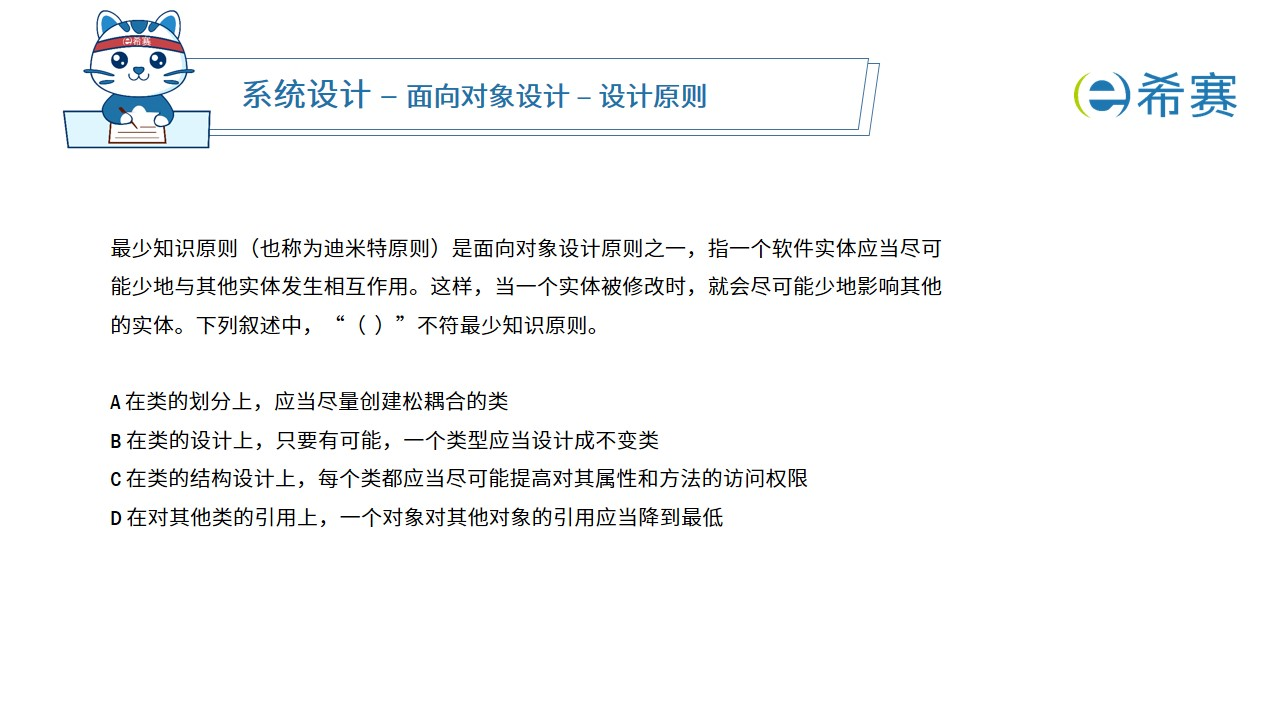 希赛
系统设计 – 面向对象设计 – 设计原则
希赛
最少知识原则（也称为迪米特原则）是面向对象设计原则之一，指一个软件实体应当尽可
能少地与其他实体发生相互作用。这样，当一个实体被修改时，就会尽可能少地影响其他
的实体。下列叙述中，“（ ）”不符最少知识原则。
A 在类的划分上，应当尽量创建松耦合的类
B 在类的设计上，只要有可能，一个类型应当设计成不变类
C 在类的结构设计上，每个类都应当尽可能提高对其属性和方法的访问权限
D 在对其他类的引用上，一个对象对其他对象的引用应当降到最低